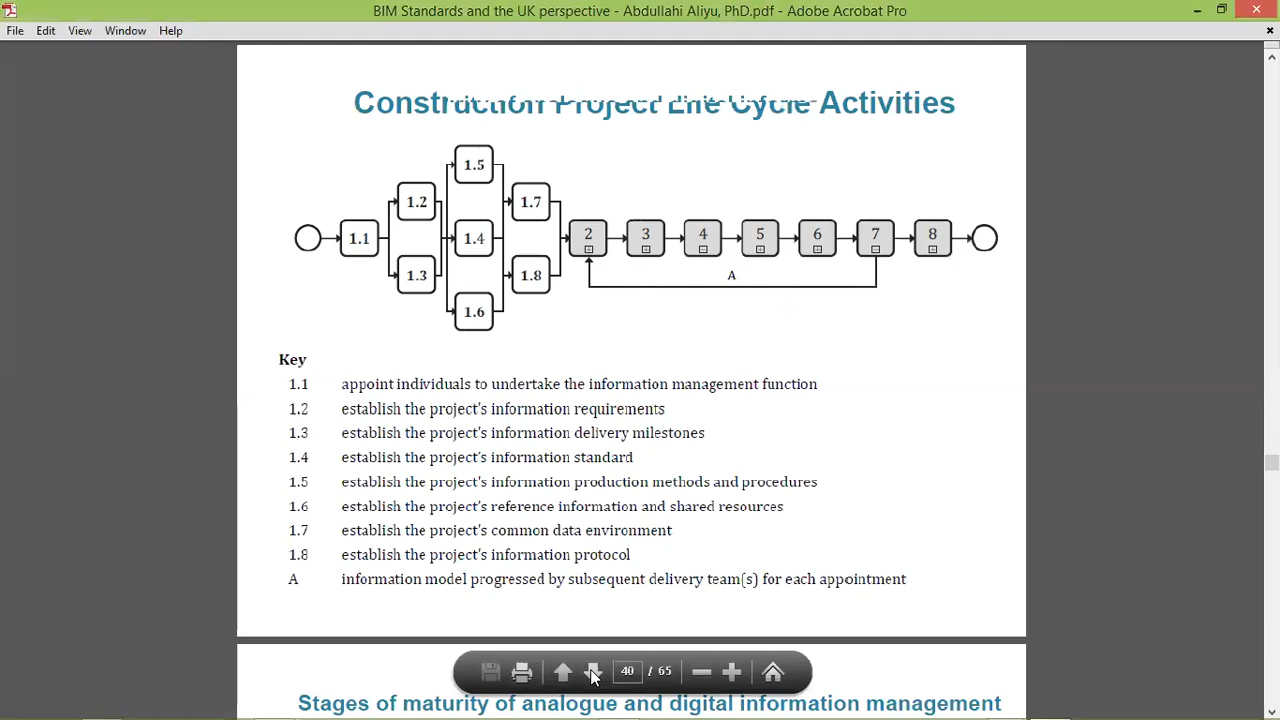 BIM Standards and the UK perspective - Abdullahi Aliyu, PhD.pdf - Adobe Acrobat Pro
File Edit View Window Help
Construction Project Life Cycle Activities
1.5
1.2 1.7
1.1 1.4 2 3 4 5 6 7 8
1.3 1.8 A
1.6
Key
1.1 appoint individuals to undertake the information management function
1.2 establish the project's information requirements
1.3 establish the project's information delivery milestones
1.4 establish the project's information standard
1.5 establish the project's information production methods and procedures
1.6 establish the project's reference information and shared resources
1.7 establish the project's common data environment
1.8 establish the project's information protocol
A information model progressed by subsequent delivery team(s) for each appointment
40 / 65
Stages of maturity of analogue and digital information management